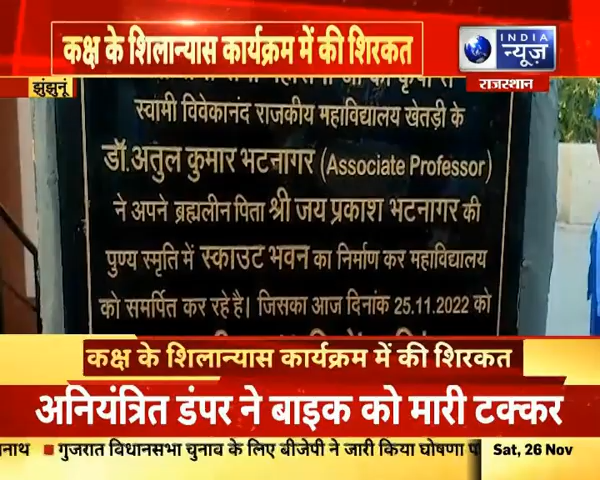 कक्ष के शिलान्यास कार्यक्रम में की शिरकत
INDIA
न्यूज़
राजस्थान
झुंझुनूं
स्वामी विवेकानंद राजकीय महाविद्यालय खेतड़ी के
डॉ.अतुल कुमार भटनागर (Associate Professor)
ने अपने ब्रह्मलीन पिता श्री जय प्रकाश भटनागर की
पुण्य स्मृति में स्काउट भवन का निर्माण कर महाविद्यालय
को समर्पित कर रहे है। जिसका आज दिनांक 25.11.2022 को
कक्ष के शिलान्यास कार्यक्रम में की शिरकत
अनियंत्रित डंपर ने बाइक को मारी टक्कर
नाथ ■ गुजरात विधानसभा चुनाव के लिए बीजेपी ने जारी किया घोषणा
Sat, 26 Nov